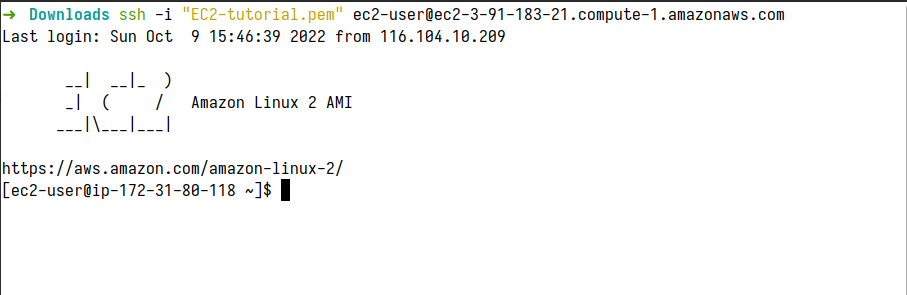 ➜  Downloads ssh -i "EC2-tutorial.pem" ec2-user@ec2-3-91-183-21.compute-1.amazonaws.com
Last login: Sun Oct  9 15:46:39 2022 from 116.104.10.209

       __|  __|_  )
       _|  (     /   Amazon Linux 2 AMI
      ___|\___|___|

https://aws.amazon.com/amazon-linux-2/
[ec2-user@ip-172-31-80-118 ~]$